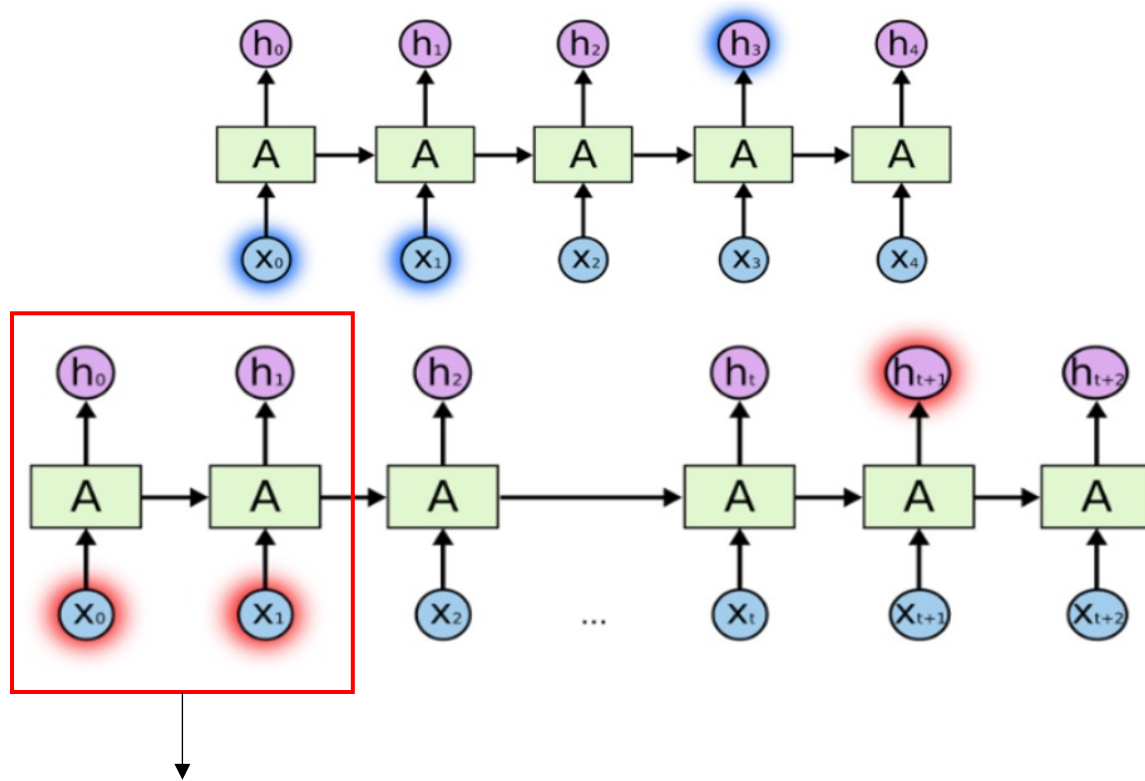 h₀ h₁ h₂ h₃ h₄
A A A A A
x₀ x₁ x₂ x₃ x₄
h₀ h₁ h₂ hₜ hₜ₊₁ hₜ₊₂
A A A A A A
x₀ x₁ x₂ ... xₜ xₜ₊₁ xₜ₊₂